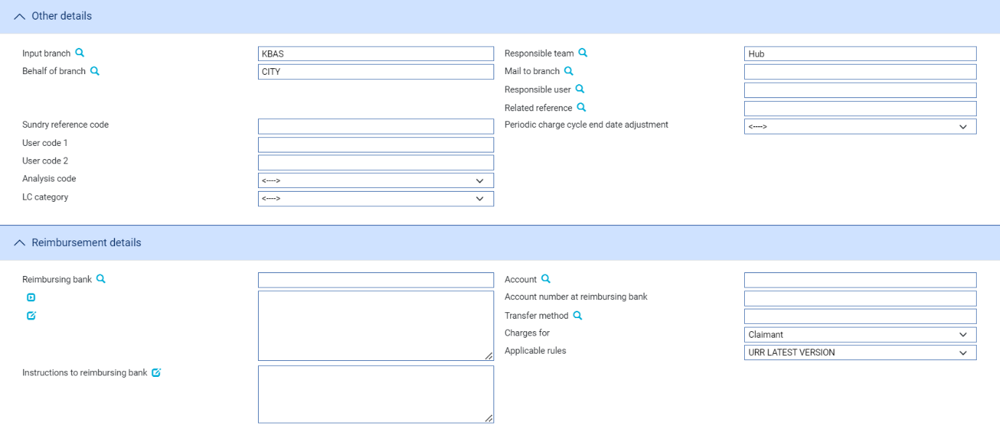 Other details
Input branch KBAS Responsible team Hub
Behalf of branch CITY Mail to branch
Responsible user
Related reference
Sundry reference code Periodic charge cycle end date adjustment <---->
User code 1
User code 2
Analysis code <---->
LC category <---->
Reimbursement details
Reimbursing bank Account
Account number at reimbursing bank
Transfer method
Charges for Claimant
Applicable rules URR LATEST VERSION
Instructions to reimbursing bank